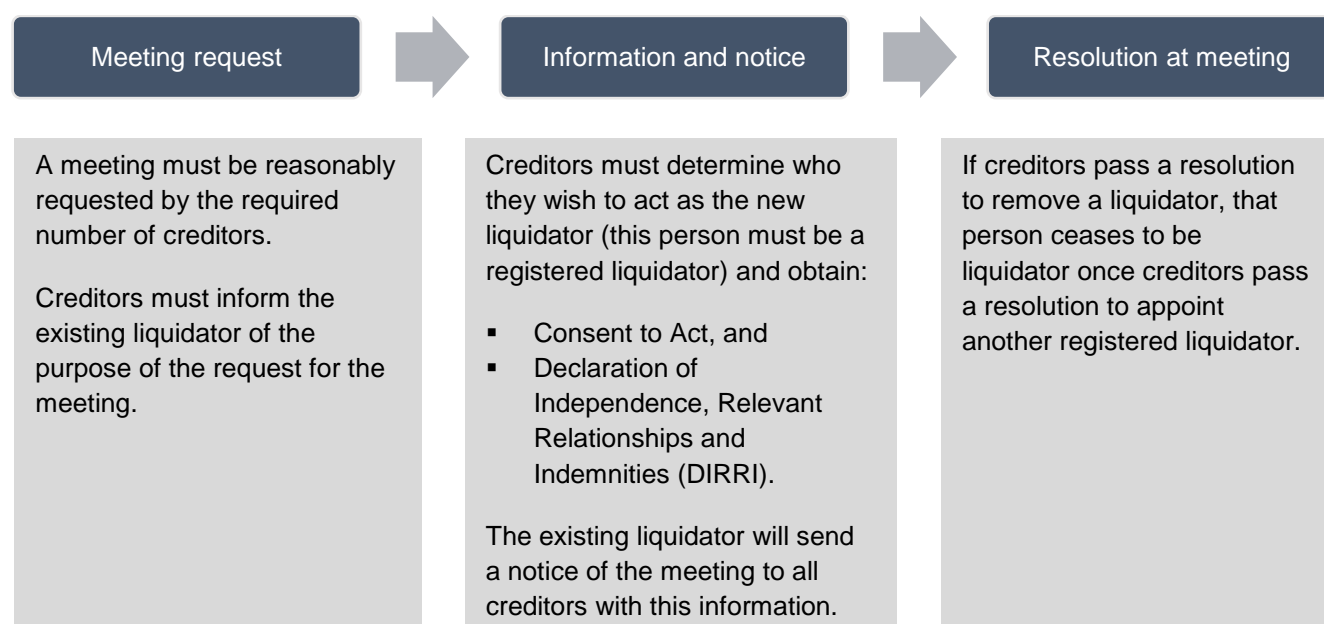 Meeting request
Information and notice
Resolution at meeting
A meeting must be reasonably
requested by the required
number of creditors.
Creditors must inform the
existing liquidator of the
purpose of the request for the
meeting.
Creditors must determine who
they wish to act as the new
liquidator (this person must be a
registered liquidator) and obtain:
▪ Consent to Act, and
▪ Declaration of
Independence, Relevant
Relationships and
Indemnities (DIRRI).
The existing liquidator will send
a notice of the meeting to all
creditors with this information.
If creditors pass a resolution
to remove a liquidator, that
person ceases to be
liquidator once creditors pass
a resolution to appoint
another registered liquidator.